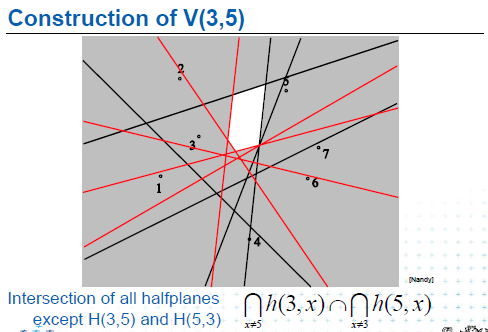 Construction of V(3,5)
2
5
3
7
1
6
4
[Nandy]
Intersection of all halfplanes
except H(3,5) and H(5,3)
⋂h(3,x)∩⋂h(5,x)
x≠5 x≠3